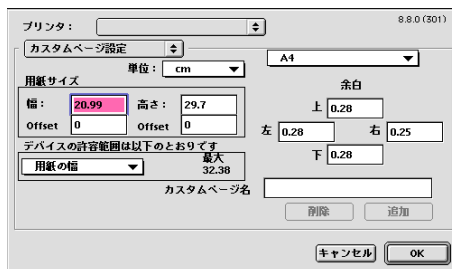 プリンタ：
8.8.0 (301)
カスタムページ設定
単位： cm
A4
用紙サイズ
幅： 20.99 高さ： 29.7
Offset 0 Offset 0
余白
上 0.28
左 0.28 右 0.25
下 0.28
デバイスの許容範囲は以下のとおりです
用紙の幅
最大
32.38
カスタムページ名
削除 追加
キャンセル OK